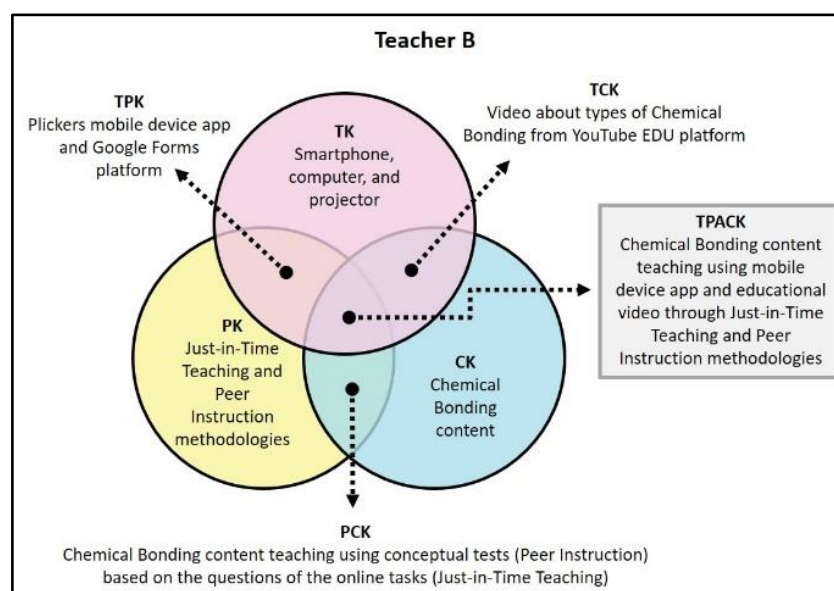 Teacher B
TPK
Plickers mobile device app
and Google Forms
platform
TK
Smartphone,
computer, and
projector
TCK
Video about types of Chemical
Bonding from YouTube EDU platform
TPACK
Chemical Bonding content
teaching using mobile
device app and educational
video through Just-in-Time
Teaching and Peer
Instruction methodologies
PK
Just-in-Time
Teaching and
Peer
Instruction
methodologies
CK
Chemical
Bonding
content
PCK
Chemical Bonding content teaching using conceptual tests (Peer Instruction)
based on the questions of the online tasks (Just-in-Time Teaching)